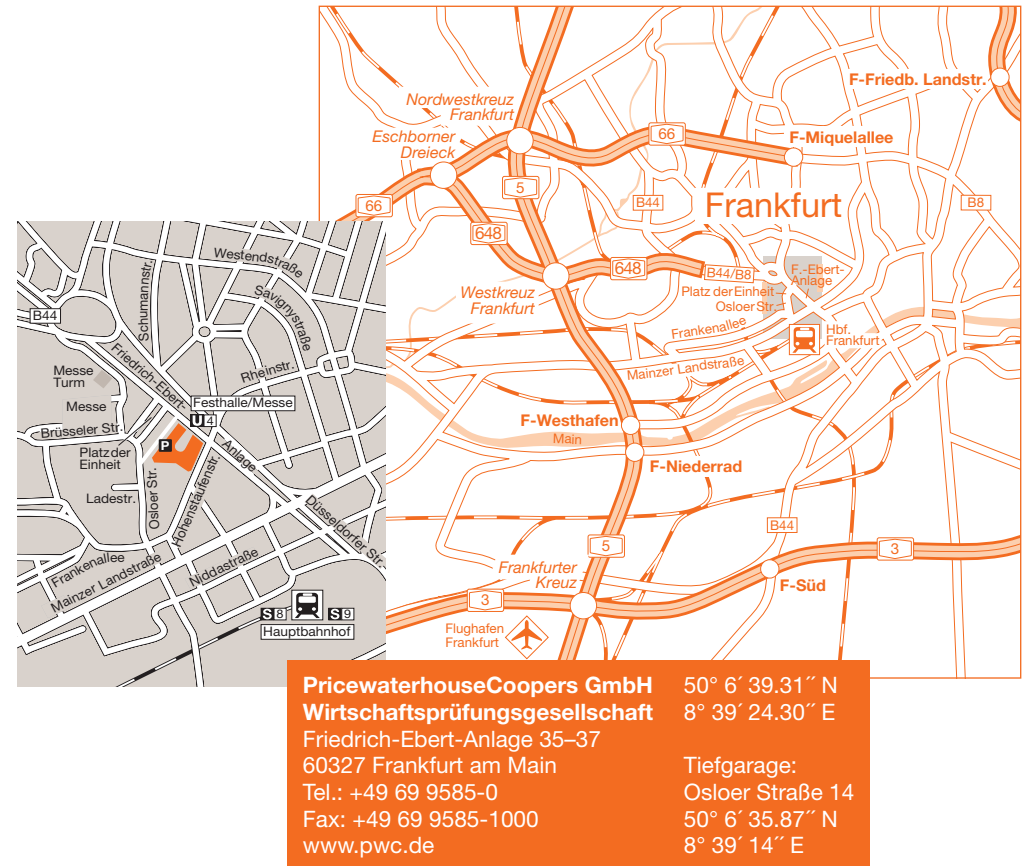 F-Friedb. Landstr.
Nordwestkreuz
Frankfurt
Eschborner
Dreieck
66
F-Miquelallee
5
66
B44
Frankfurt
B8
648
648
B44/B8
F.-Ebert-
Anlage
Platz der Einheit
Osloer Str.
Westkreuz
Frankfurt
Frankenallee
Hbf.
Frankfurt
Mainzer Landstraße
F-Westhafen
Main
F-Niederrad
B44
5
3
Frankfurter
Kreuz
F-Süd
3
Flughafen
Frankfurt
Westendstraße
Schumannstr.
Savignystraße
B44
Friedrich-Ebert-
Anlage
Rheinstr.
Messe
Turm
Festhalle/Messe
Messe
U 4
Brüsseler Str.
P
Platz der
Einheit
Ladestr.
Osloer Str.
Hohenstaufenstr.
Düsseldorfer Str.
Frankenallee
Mainzer Landstraße
Niddastraße
S 8
S 9
Hauptbahnhof
PricewaterhouseCoopers GmbH
Wirtschaftsprüfungsgesellschaft
Friedrich-Ebert-Anlage 35–37
60327 Frankfurt am Main
Tel.: +49 69 9585-0
Fax: +49 69 9585-1000
www.pwc.de
50° 6´ 39.31´´ N
8° 39´ 24.30´´ E
Tiefgarage:
Osloer Straße 14
50° 6´ 35.87´´ N
8° 39´ 14´´ E